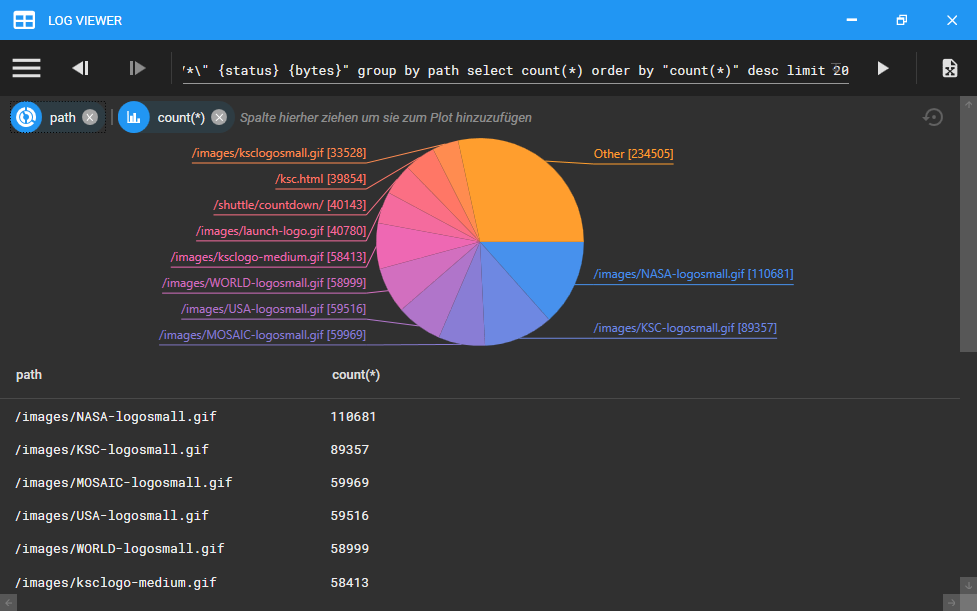 LOG VIEWER
'*\" {status} {bytes}" group by path select count(*) order by "count(*)" desc limit 20
path
count(*)
Spalte hierher ziehen um sie zum Plot hinzuzufügen
/images/ksclogosmall.gif [33528]
Other [234505]
/ksc.html [39854]
/shuttle/countdown/ [40143]
/images/launch-logo.gif [40780]
/images/ksclogo-medium.gif [58413]
/images/NASA-logosmall.gif [110681]
/images/WORLD-logosmall.gif [58999]
/images/USA-logosmall.gif [59516]
/images/KSC-logosmall.gif [89357]
/images/MOSAIC-logosmall.gif [59969]
path count(*)
/images/NASA-logosmall.gif 110681
/images/KSC-logosmall.gif 89357
/images/MOSAIC-logosmall.gif 59969
/images/USA-logosmall.gif 59516
/images/WORLD-logosmall.gif 58999
/images/ksclogo-medium.gif 58413